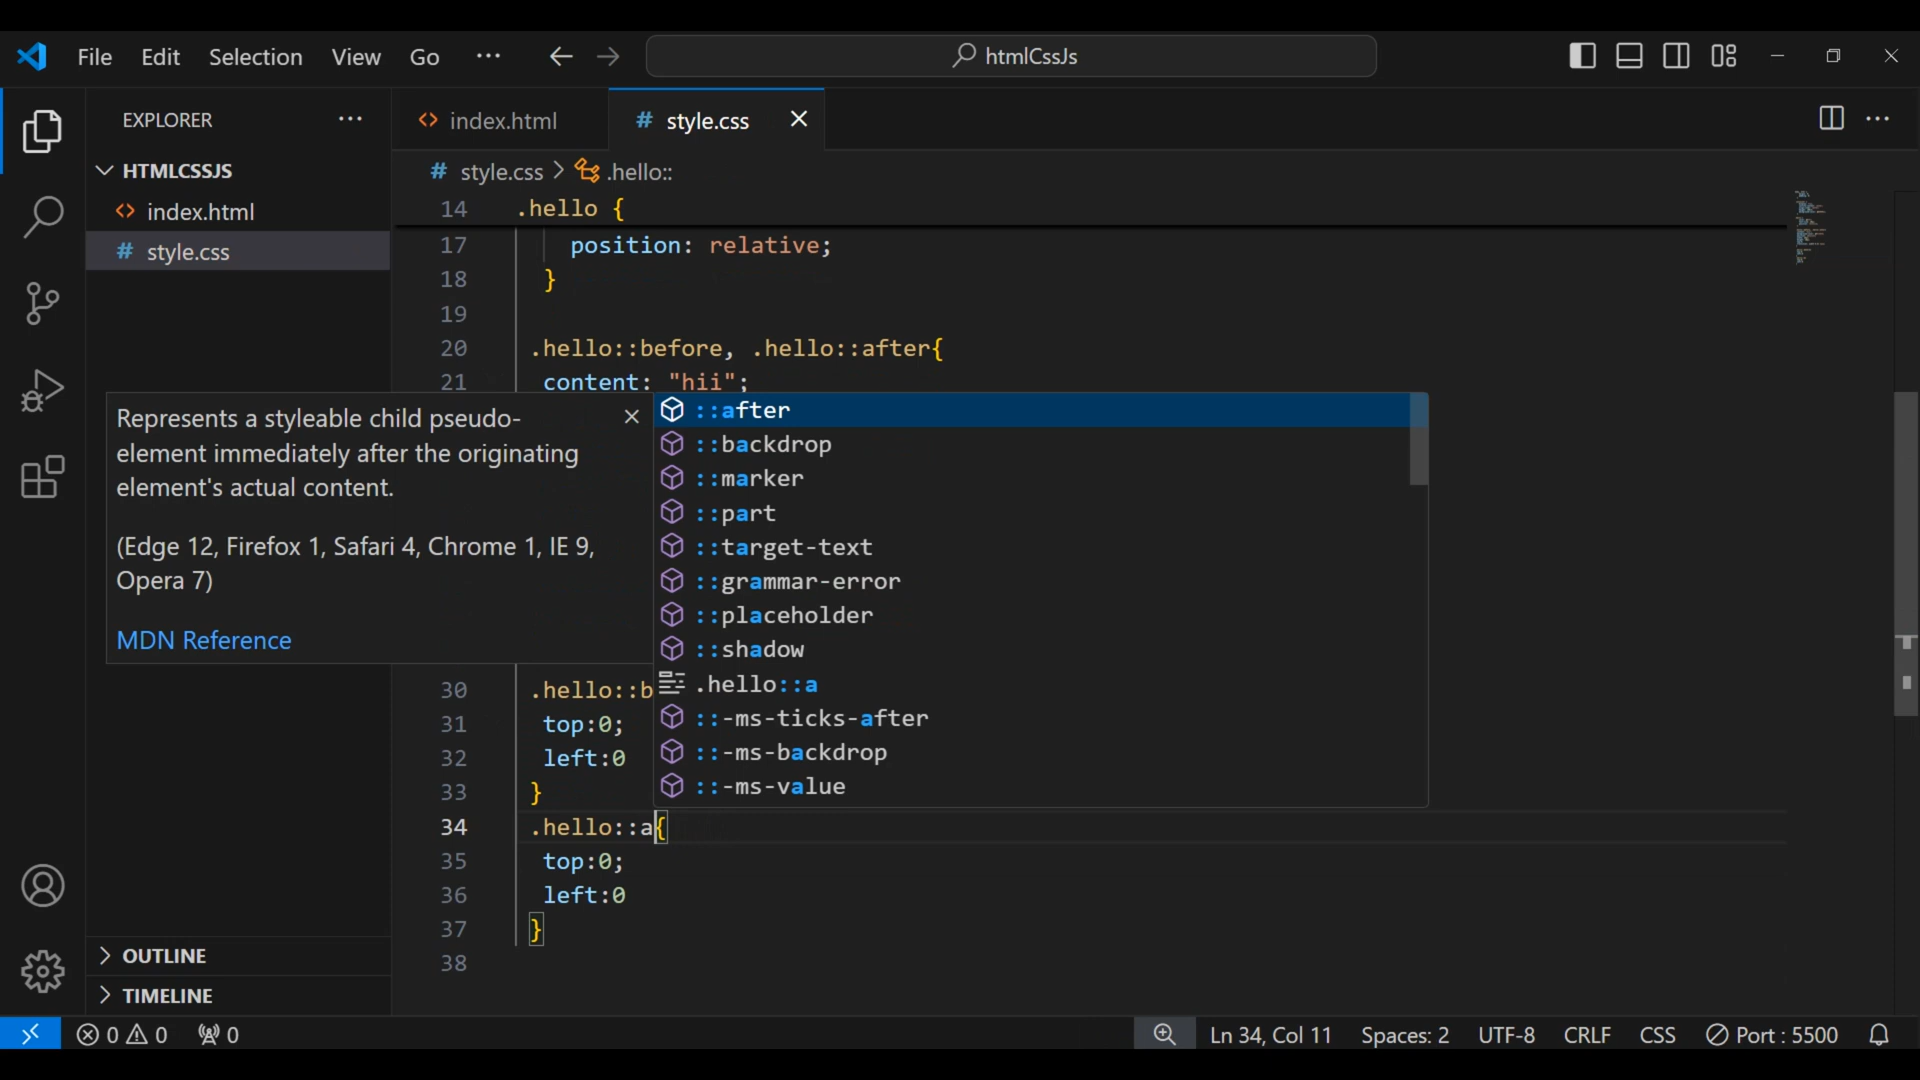 File Edit Selection View Go ··· htmlCssJs
EXPLORER ···
index.html
style.css
···
HTMLCSSJS
index.html
style.css
style.css > .hello::
14 .hello {
17 position: relative;
18 }
19
20 .hello::before, .hello::after{
21 content: "hii";
Represents a styleable child pseudo-
element immediately after the originating
element's actual content.
(Edge 12, Firefox 1, Safari 4, Chrome 1, IE 9,
Opera 7)
MDN Reference
::after
::backdrop
::marker
::part
::target-text
::grammar-error
::placeholder
::shadow
.hello::a
::-ms-ticks-after
::-ms-backdrop
::-ms-value
30 .hello::b
31 top:0;
32 left:0
33 }
34 .hello::a{
35 top:0;
36 left:0
37 }
38
OUTLINE
TIMELINE
0 0 0 Ln 34, Col 11 Spaces: 2 UTF-8 CRLF CSS Port : 5500